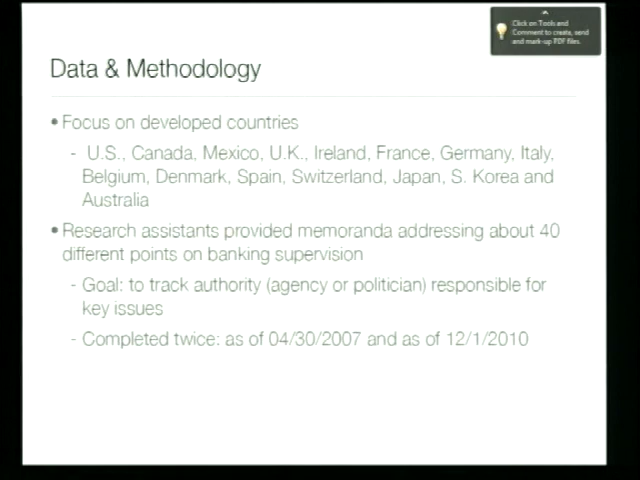 Click on Tools and
Comment to create, send
and mark-up PDF files.
Data & Methodology
• Focus on developed countries
- U.S., Canada, Mexico, U.K., Ireland, France, Germany, Italy,
Belgium, Denmark, Spain, Switzerland, Japan, S. Korea and
Australia
• Research assistants provided memoranda addressing about 40
different points on banking supervision
- Goal: to track authority (agency or politician) responsible for
key issues
- Completed twice: as of 04/30/2007 and as of 12/1/2010